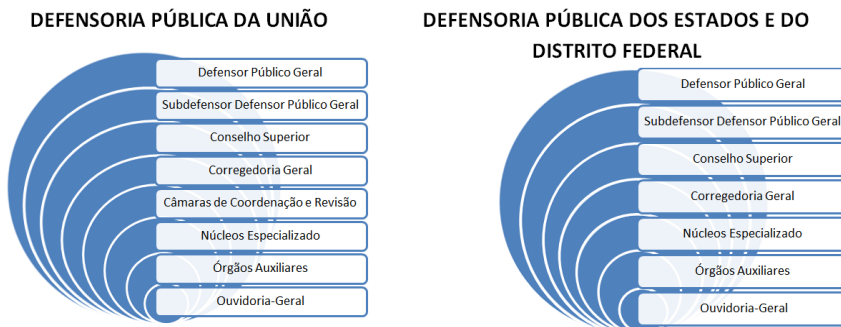 DEFENSORIA PÚBLICA DA UNIÃO
Defensor Público Geral
Subdefensor Defensor Público Geral
Conselho Superior
Corregedoria Geral
Câmaras de Coordenação e Revisão
Núcleos Especializado
Órgãos Auxiliares
Ouvidoria-Geral
DEFENSORIA PÚBLICA DOS ESTADOS E DO
DISTRITO FEDERAL
Defensor Público Geral
Subdefensor Defensor Público Geral
Conselho Superior
Corregedoria Geral
Núcleos Especializado
Órgãos Auxiliares
Ouvidoria-Geral